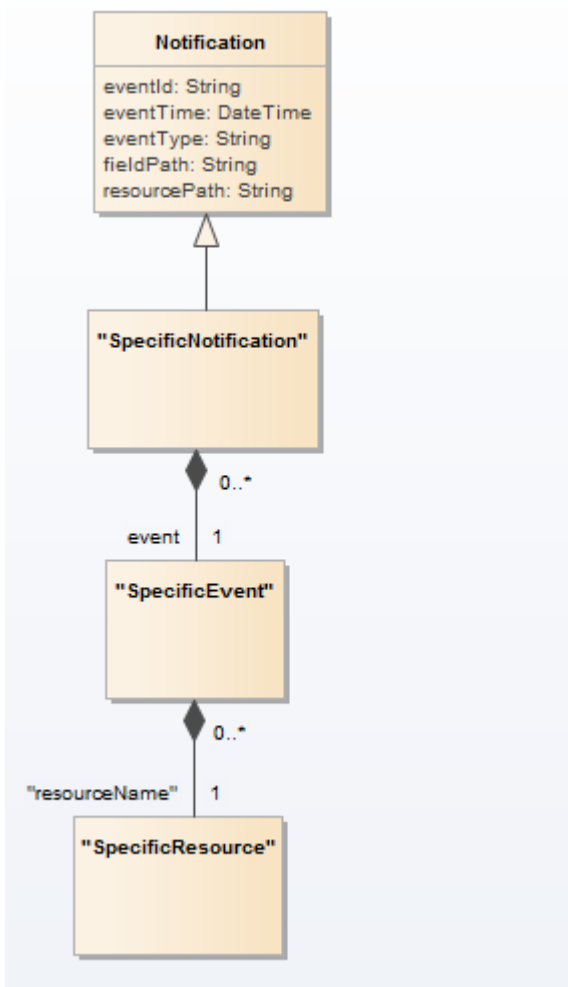 Notification
eventId: String
eventTime: DateTime
eventType: String
fieldPath: String
resourcePath: String
"SpecificNotification"
0..*
event 1
"SpecificEvent"
0..*
"resourceName" 1
"SpecificResource"